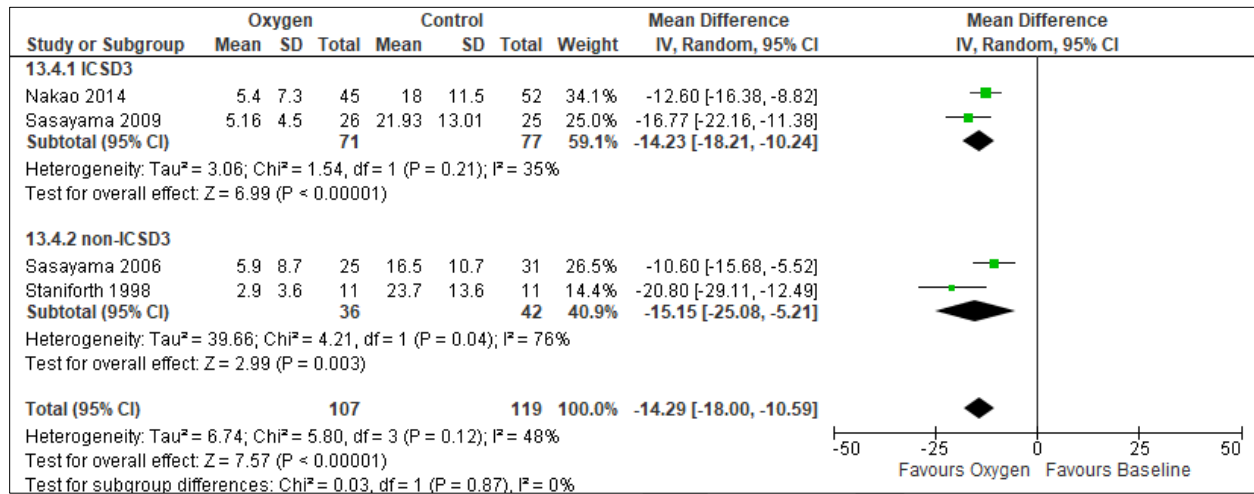 Oxygen Control Mean Difference Mean Difference
Study or Subgroup Mean SD Total Mean SD Total Weight IV, Random, 95% CI IV, Random, 95% CI
13.4.1 ICSD3
Nakao 2014 5.4 7.3 45 18 11.5 52 34.1% -12.60 [-16.38, -8.82]
Sasayama 2009 5.16 4.5 26 21.93 13.01 25 25.0% -16.77 [-22.16, -11.38]
Subtotal (95% CI) 71 77 59.1% -14.23 [-18.21, -10.24]
Heterogeneity: Tau² = 3.06; Chi² = 1.54, df = 1 (P = 0.21); I² = 35%
Test for overall effect: Z = 6.99 (P < 0.00001)
13.4.2 non-ICSD3
Sasayama 2006 5.9 8.7 25 16.5 10.7 31 26.5% -10.60 [-15.68, -5.52]
Staniforth 1998 2.9 3.6 11 23.7 13.6 11 14.4% -20.80 [-29.11, -12.49]
Subtotal (95% CI) 36 42 40.9% -15.15 [-25.08, -5.21]
Heterogeneity: Tau² = 39.66; Chi² = 4.21, df = 1 (P = 0.04); I² = 76%
Test for overall effect: Z = 2.99 (P = 0.003)
Total (95% CI) 107 119 100.0% -14.29 [-18.00, -10.59]
Heterogeneity: Tau² = 6.74; Chi² = 5.80, df = 3 (P = 0.12); I² = 48%
Test for overall effect: Z = 7.57 (P < 0.00001)
Test for subgroup differences: Chi² = 0.03, df = 1 (P = 0.87), I² = 0%
-50 -25 0 25 50
Favours Oxygen Favours Baseline